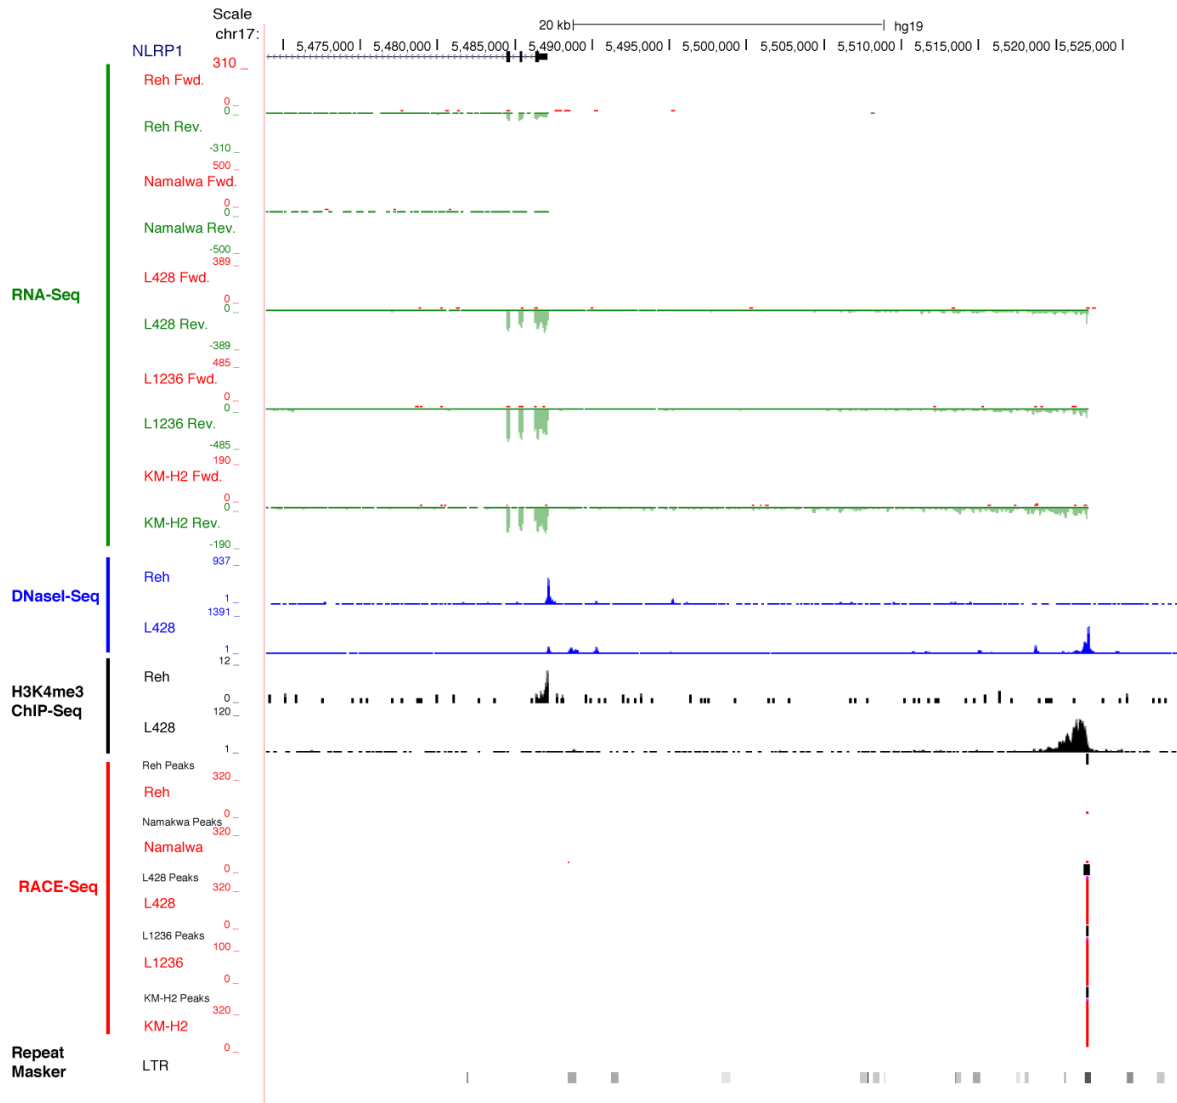 Scale
20 kb
hg19
chr17:
5,475,000
5,480,000
5,485,000
5,490,000
5,495,000
5,500,000
5,505,000
5,510,000
5,515,000
5,520,000
5,525,000
NLRP1
310 _
Reh Fwd.
0 _
0 _
Reh Rev.
-310 _
500 _
Namalwa Fwd.
0 _
0 _
Namalwa Rev.
-500 _
389 _
L428 Fwd.
0 _
RNA-Seq
0 _
L428 Rev.
-389 _
485 _
L1236 Fwd.
0 _
0 _
L1236 Rev.
-485 _
190 _
KM-H2 Fwd.
0 _
0 _
KM-H2 Rev.
-190 _
937 _
Reh
DNaseI-Seq
1 _
1391 _
L428
1 _
12 _
Reh
H3K4me3
ChIP-Seq
0 _
120 _
L428
1 _
Reh Peaks
320 _
Reh
0 _
Namakwa Peaks
320 _
Namalwa
0 _
L428 Peaks
RACE-Seq
320 _
L428
0 _
L1236 Peaks
100 _
L1236
0 _
KM-H2 Peaks
320 _
KM-H2
0 _
Repeat
Masker
LTR